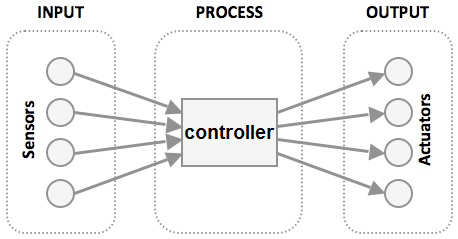 INPUT
PROCESS
OUTPUT
Sensors
controller
Actuators